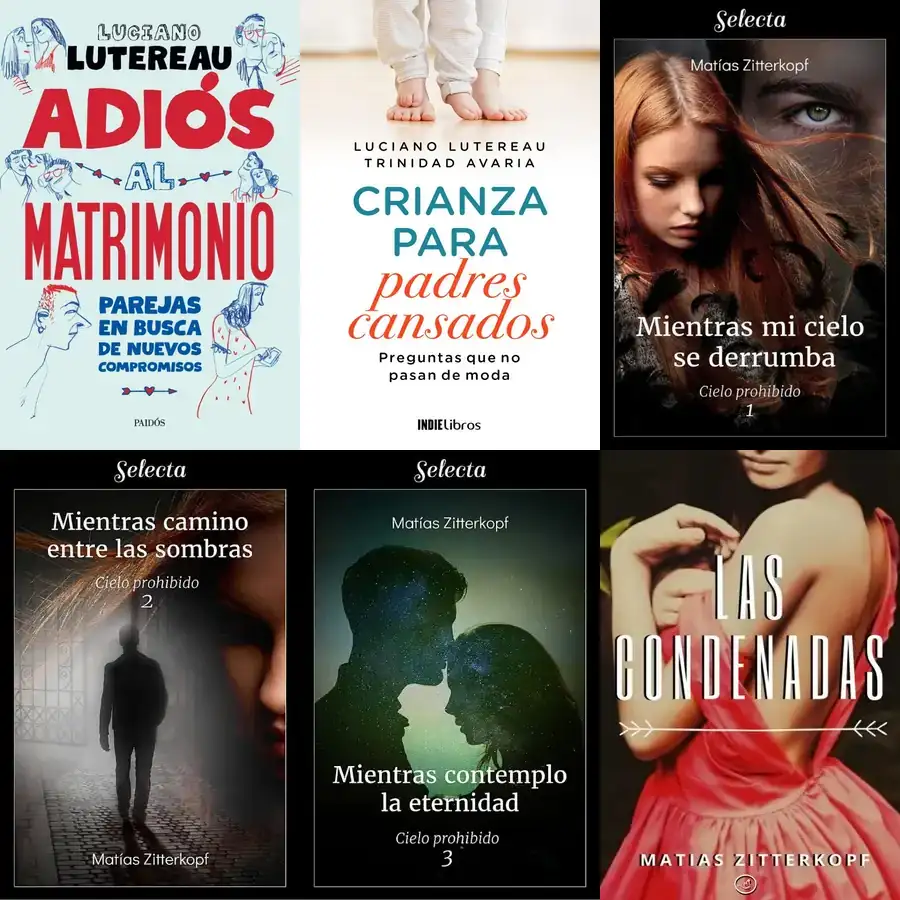 LUCIANO
LUTEREAU
ADIÓS
AL
MATRIMONIO
PAREJAS
EN BUSCA
DE NUEVOS
COMPROMISOS
PAIDÓS
LUCIANO LUTEREAU
TRINIDAD AVARIA
CRIANZA
PARA
padres
cansados
Preguntas que no
pasan de moda
INDIElibros
Selecta
Matías Zitterkopf
Mientras mi cielo
se derrumba
Cielo prohibido
1
Selecta
Mientras camino
entre las sombras
Cielo prohibido
2
Matías Zitterkopf
Selecta
Matías Zitterkopf
Mientras contemplo
la eternidad
Cielo prohibido
3
LAS
CONDENADAS
MATIAS ZITTERKOPF